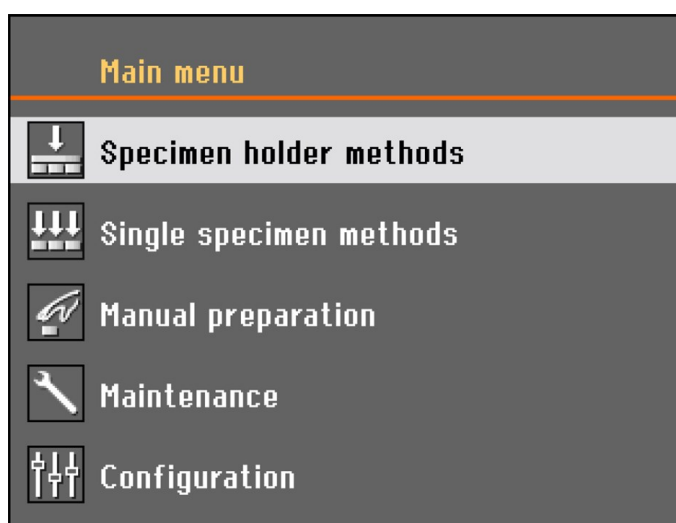 Main menu
Specimen holder methods
Single specimen methods
Manual preparation
Maintenance
Configuration